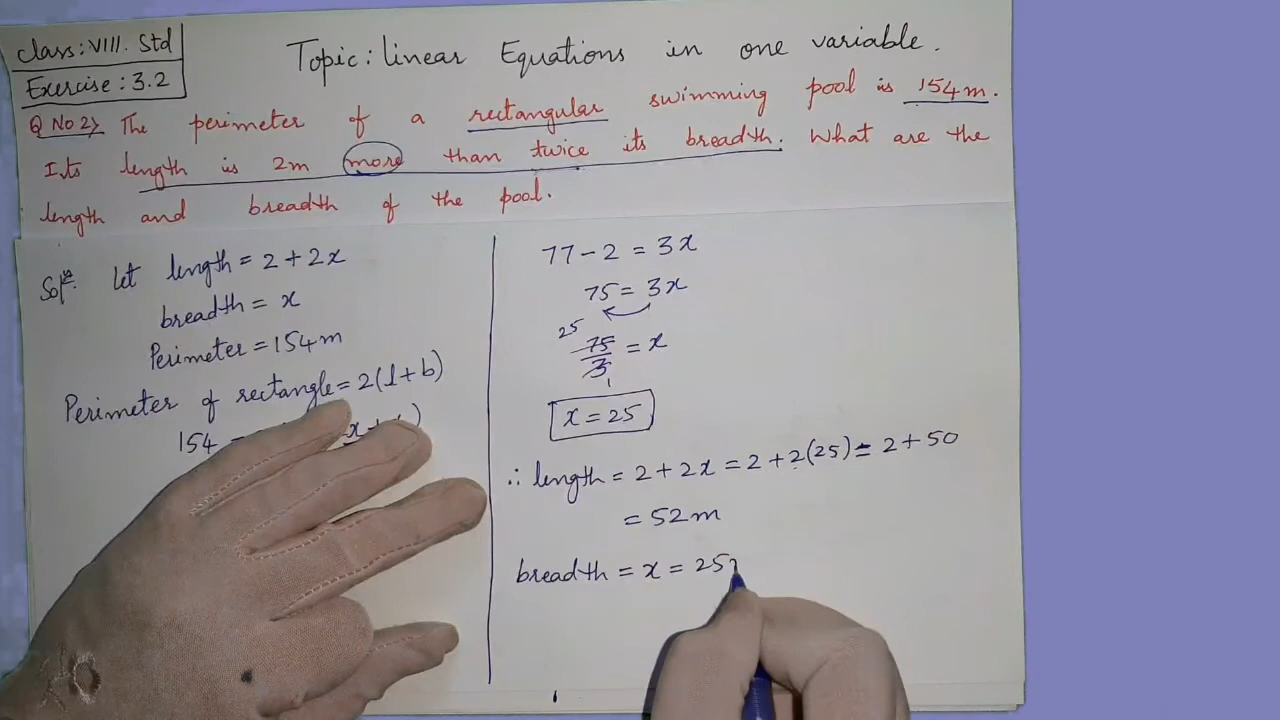 Class: VIII. Std
Exercise: 3.2
Topic: linear Equations in one variable.
Q No 2) The perimeter of a rectangular swimming pool is 154m.
Its length is 2m more than twice its breadth. What are the
length and breadth of the pool.
Solⁿ. Let length = 2 + 2x
breadth = x
Perimeter = 154m
Perimeter of rectangle = 2(l+b)
154 =
77 - 2 = 3x
75 = 3x
25
75/3 = x
1
x = 25
∴ length = 2 + 2x = 2 + 2(25) = 2 + 50
= 52m
breadth = x = 25